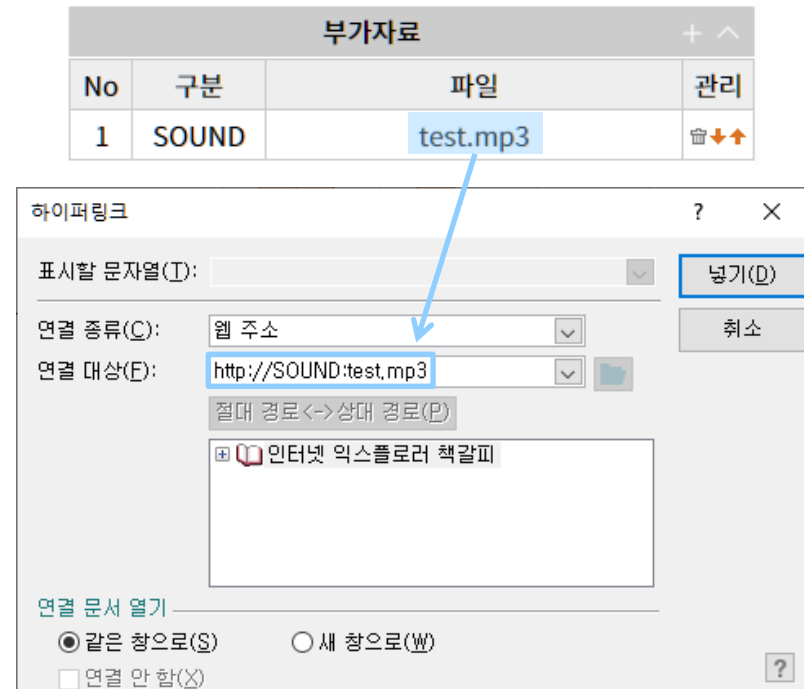 부가자료 + ^
No 구분 파일 관리
1 SOUND test.mp3
하이퍼링크 ? ×
표시할 문자열(T):
넣기(D)
연결 종류(C): 웹 주소
취소
연결 대상(F): http://SOUND:test,mp3
절대 경로<->상대 경로(P)
인터넷 익스플로러 책갈피
연결 문서 열기
같은 창으로(S) 새 창으로(W)
연결 안 함(X)
?